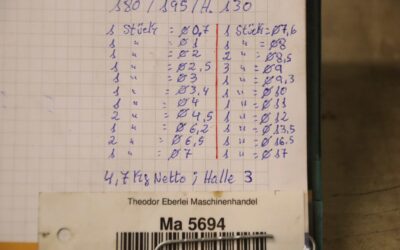 180/195/H.130
1 Stück = Ø 0,7
1 " = Ø 1
1 " = Ø 2
1 " = Ø 2,5
1 " = Ø 3
1 " = Ø 3,4
1 " = Ø 4
2 " = Ø 4,5
1 " = Ø 6,2
2 " = Ø 6,5
1 " = Ø 7
1 Stück = Ø 7,6
1 " = Ø 8
2 " = Ø 8,5
3 " = Ø 9
1 " = Ø 9,3
1 " = Ø 10
1 " = Ø 11
1 " = Ø 12
1 " = Ø 13,5
1 " = Ø 16,5
1 " = Ø 17
4,7 Kg Netto ; Halle 3
Theodor Eberlei Maschinenhandel
Ma 5694